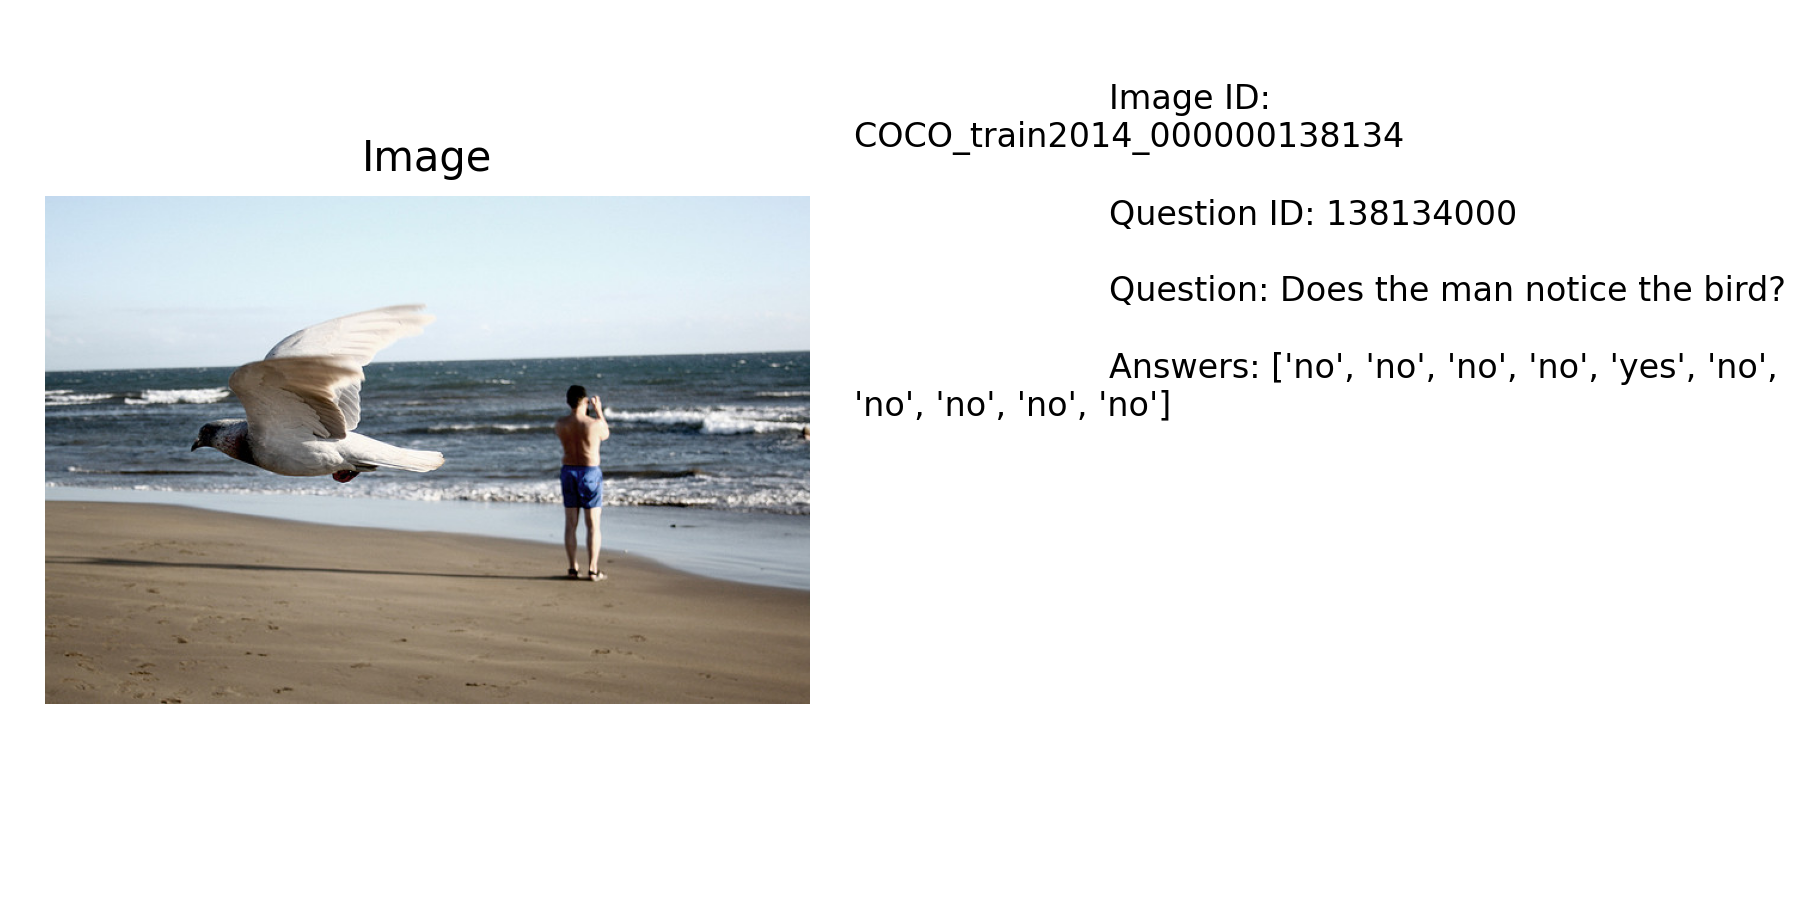 Image
Image ID:
COCO_train2014_000000138134
Question ID: 138134000
Question: Does the man notice the bird?
Answers: ['no', 'no', 'no', 'no', 'yes', 'no',
'no', 'no', 'no', 'no']